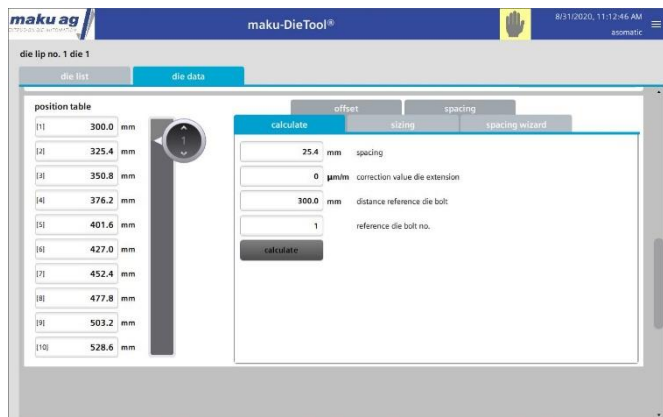 maku ag
maku-DieTool®
8/31/2020, 11:12:46 AM
asomatic
die lip no. 1 die 1
die list
die data
position table
[1] 300.0 mm
[2] 325.4 mm
[3] 350.8 mm
[4] 376.2 mm
[5] 401.6 mm
[6] 427.0 mm
[7] 452.4 mm
[8] 477.8 mm
[9] 503.2 mm
[10] 528.6 mm
1
offset
spacing
calculate
sizing
spacing wizard
25.4 mm spacing
0 µm/m correction value die extension
300.0 mm distance reference die bolt
1 reference die bolt no.
calculate